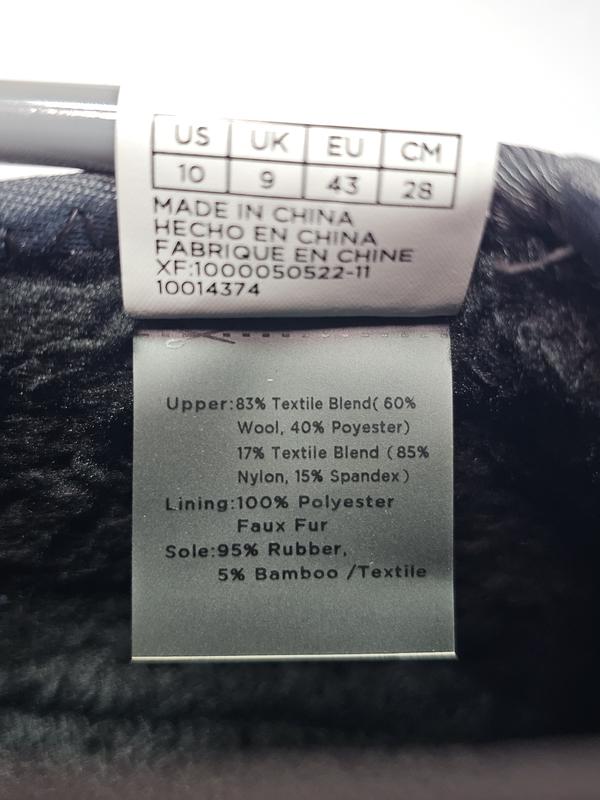 US UK EU CM
10 9 43 28
MADE IN CHINA
HECHO EN CHINA
FABRIQUE EN CHINE
XF:1000050522-11
10014374
Upper:83% Textile Blend( 60%
Wool, 40% Poyester)
17% Textile Blend (85%
Nylon, 15% Spandex)
Lining:100% Polyester
Faux Fur
Sole:95% Rubber,
5% Bamboo /Textile